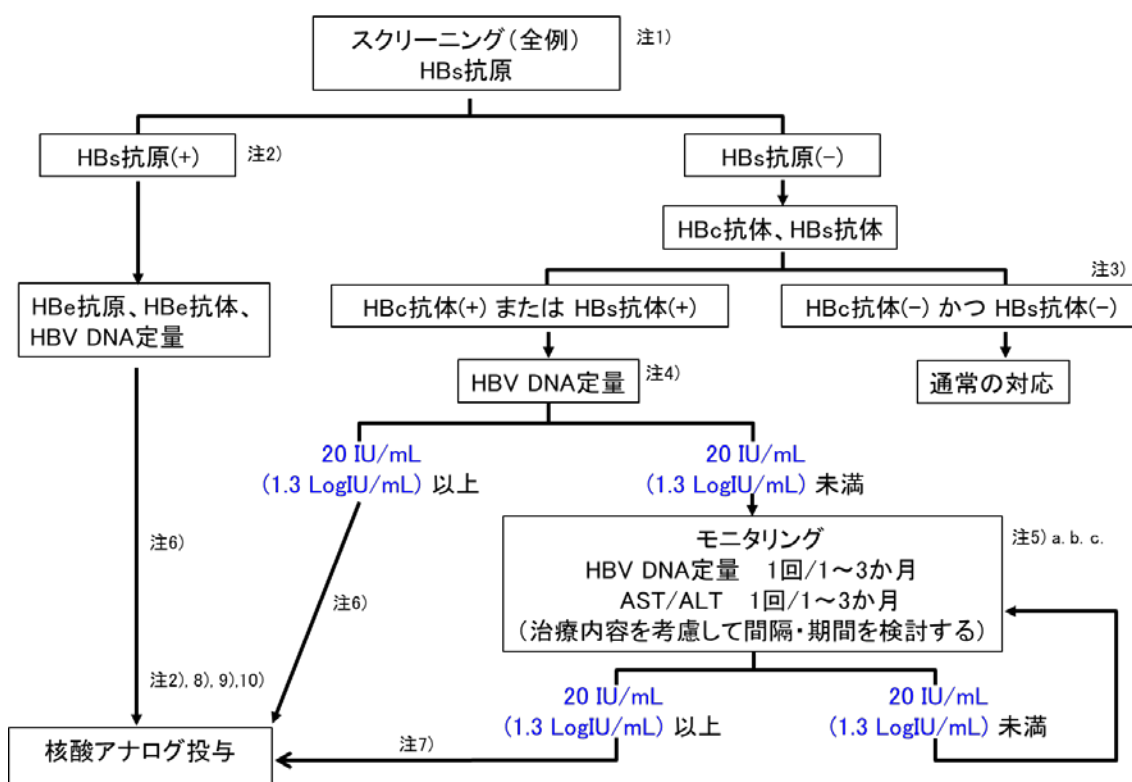 スクリーニング(全例)
HBs抗原
注1)
HBs抗原(+)
注2)
HBs抗原(-)
HBc抗体、HBs抗体
注3)
HBe抗原、HBe抗体、
HBV DNA定量
HBc抗体(+) または HBs抗体(+)
HBc抗体(-) かつ HBs抗体(-)
HBV DNA定量
注4)
通常の対応
20 IU/mL
(1.3 LogIU/mL) 以上
20 IU/mL
(1.3 LogIU/mL) 未満
モニタリング
HBV DNA定量 1回/1～3か月
AST/ALT 1回/1～3か月
(治療内容を考慮して間隔・期間を検討する)
注5) a. b. c.
注6)
注6)
注2), 8), 9),10)
20 IU/mL
(1.3 LogIU/mL) 以上
20 IU/mL
(1.3 LogIU/mL) 未満
注7)
核酸アナログ投与